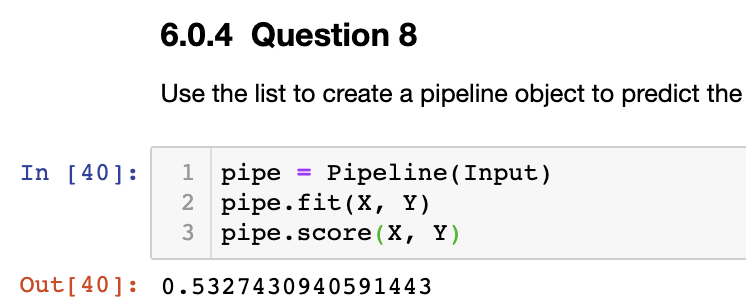 6.0.4 Question 8
Use the list to create a pipeline object to predict the
In [40]:
1 pipe = Pipeline(Input)
2 pipe.fit(X, Y)
3 pipe.score(X, Y)
Out[40]: 0.5327430940591443